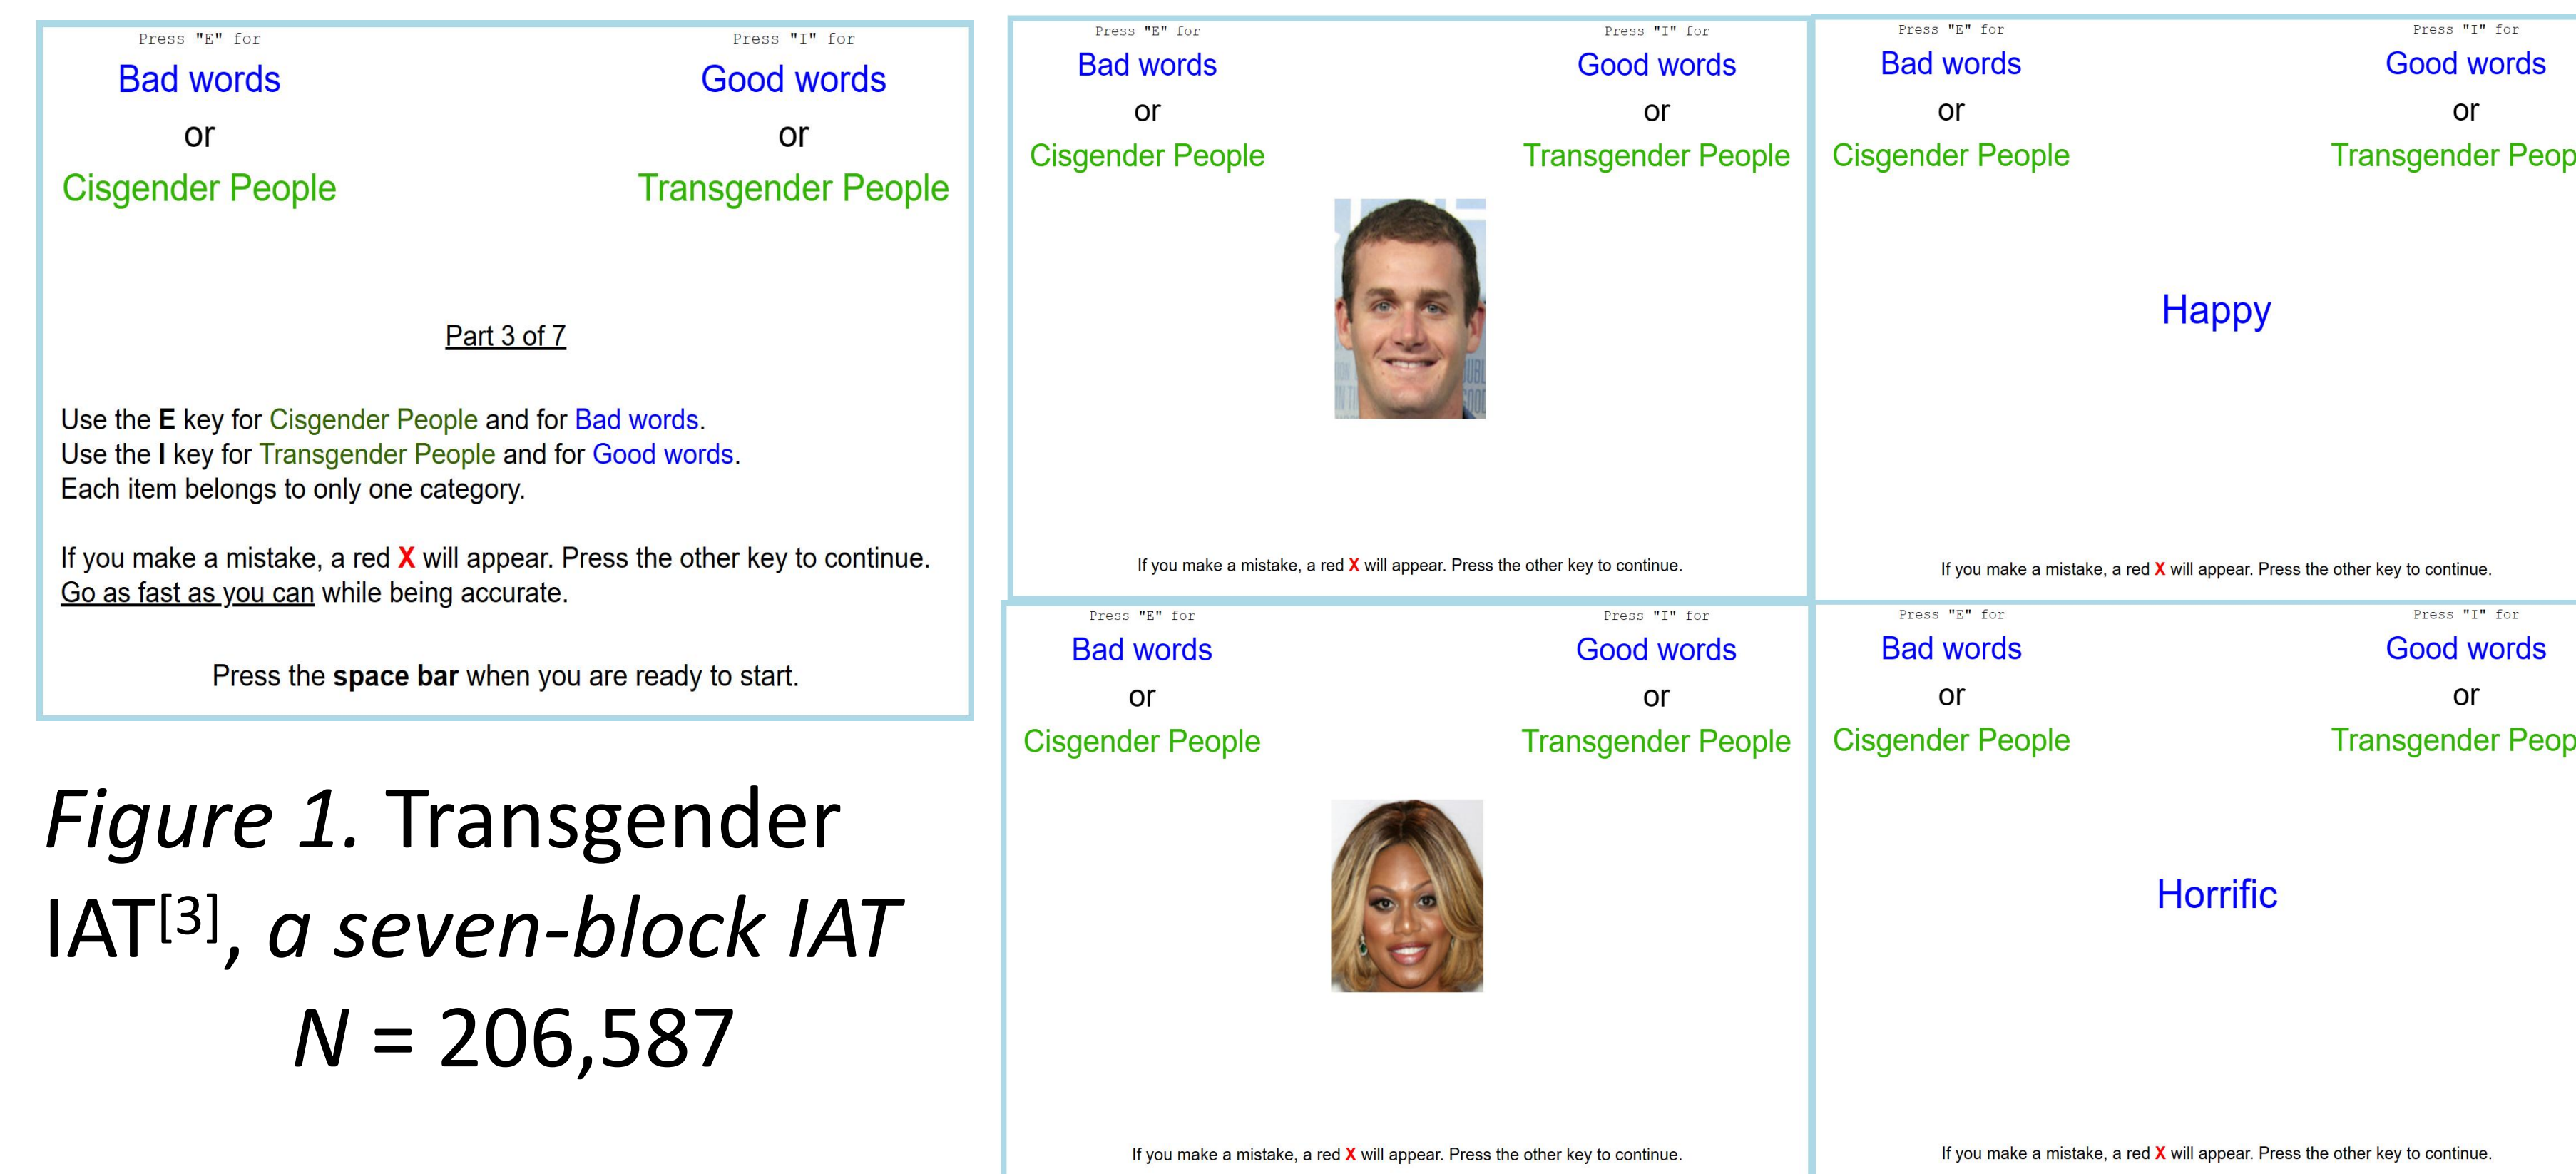 Press "E" for
Press "I" for
Bad words
Good words
or
or
Cisgender People
Transgender People
Part 3 of 7
Use the E key for Cisgender People and for Bad words.
Use the I key for Transgender People and for Good words.
Each item belongs to only one category.
If you make a mistake, a red X will appear. Press the other key to continue.
Go as fast as you can while being accurate.
Press the space bar when you are ready to start.
Figure 1. Transgender
IAT[3], a seven-block IAT
N = 206,587
Press "E" for
Press "I" for
Bad words
Good words
or
or
Cisgender People
Transgender People
If you make a mistake, a red X will appear. Press the other key to continue.
Press "E" for
Press "I" for
Bad words
Good words
or
or
Cisgender People
Transgender Peop
Happy
If you make a mistake, a red X will appear. Press the other key to continue.
Press "E" for
Press "I" for
Bad words
Good words
or
or
Cisgender People
Transgender People
If you make a mistake, a red X will appear. Press the other key to continue.
Press "E" for
Press "I" for
Bad words
Good words
or
or
Cisgender People
Transgender Peop
Horrific
If you make a mistake, a red X will appear. Press the other key to continue.